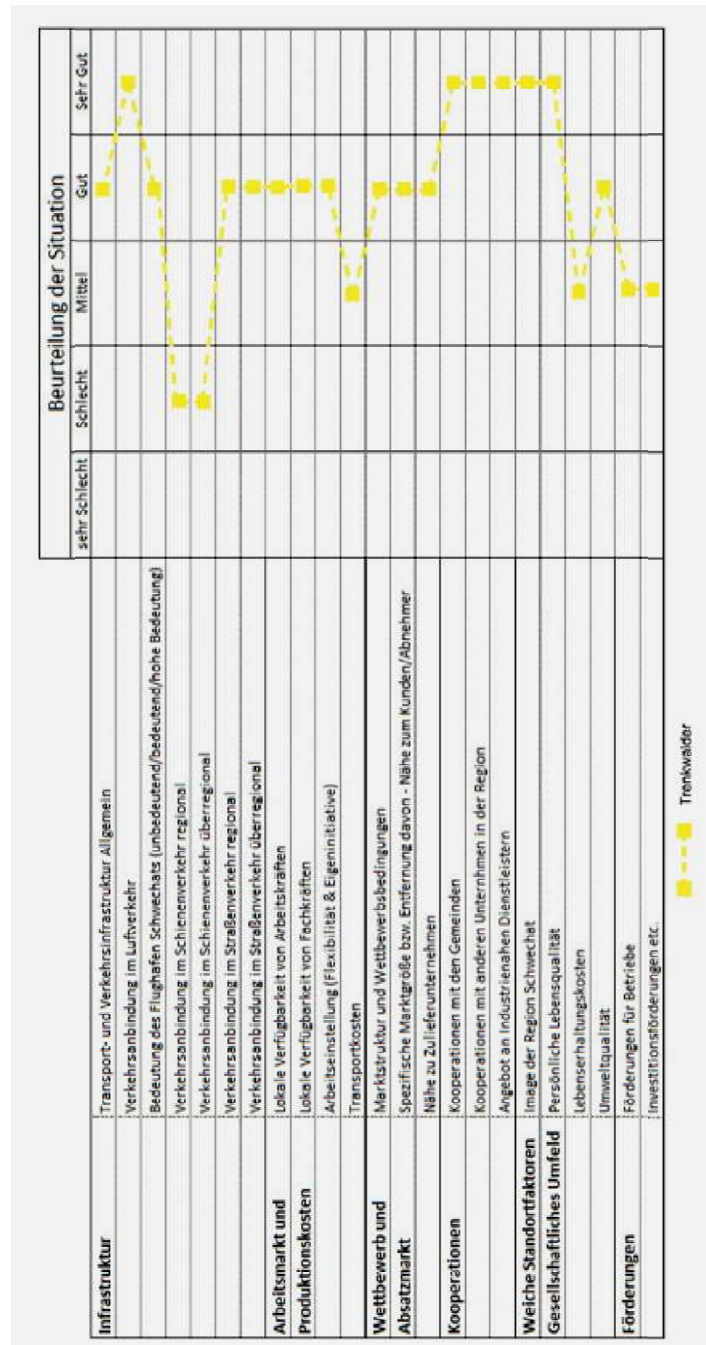 Beurteilung der Situation
sehr Schlecht Schlecht Mittel Gut Sehr Gut
Infrastruktur Transport- und Verkehrsinfrastruktur Allgemein
Verkehrsanbindung im Luftverkehr
Bedeutung des Flughafen Schwechats (unbedeutend/bedeutend/hohe Bedeutung)
Verkehrsanbindung im Schienenverkehr regional
Verkehrsanbindung im Schienenverkehr überregional
Verkehrsanbindung im Straßenverkehr regional
Verkehrsanbindung im Straßenverkehr überregional
Arbeitsmarkt und Lokale Verfügbarkeit von Arbeitskräften
Produktionskosten Lokale Verfügbarkeit von Fachkräften
Arbeitseinstellung (Flexibilität & Eigeninitiative)
Transportkosten
Wettbewerb und Marktstruktur und Wettbewerbsbedingungen
Absatzmarkt Spezifische Marktgröße bzw. Entfernung davon - Nähe zum Kunden/Abnehmer
Nähe zu Zulieferunternehmen
Kooperationen Kooperationen mit den Gemeinden
Kooperationen mit anderen Unternhmen in der Region
Angebot an Industrienahen Dienstleistern
Weiche Standortfaktoren Image der Region Schwechat
Gesellschaftliches Umfeld Persönliche Lebensqualität
Lebenserhaltungskosten
Umweltqualität
Förderungen Förderungen für Betriebe
Investitionsförderungen etc.
Trenkwalder